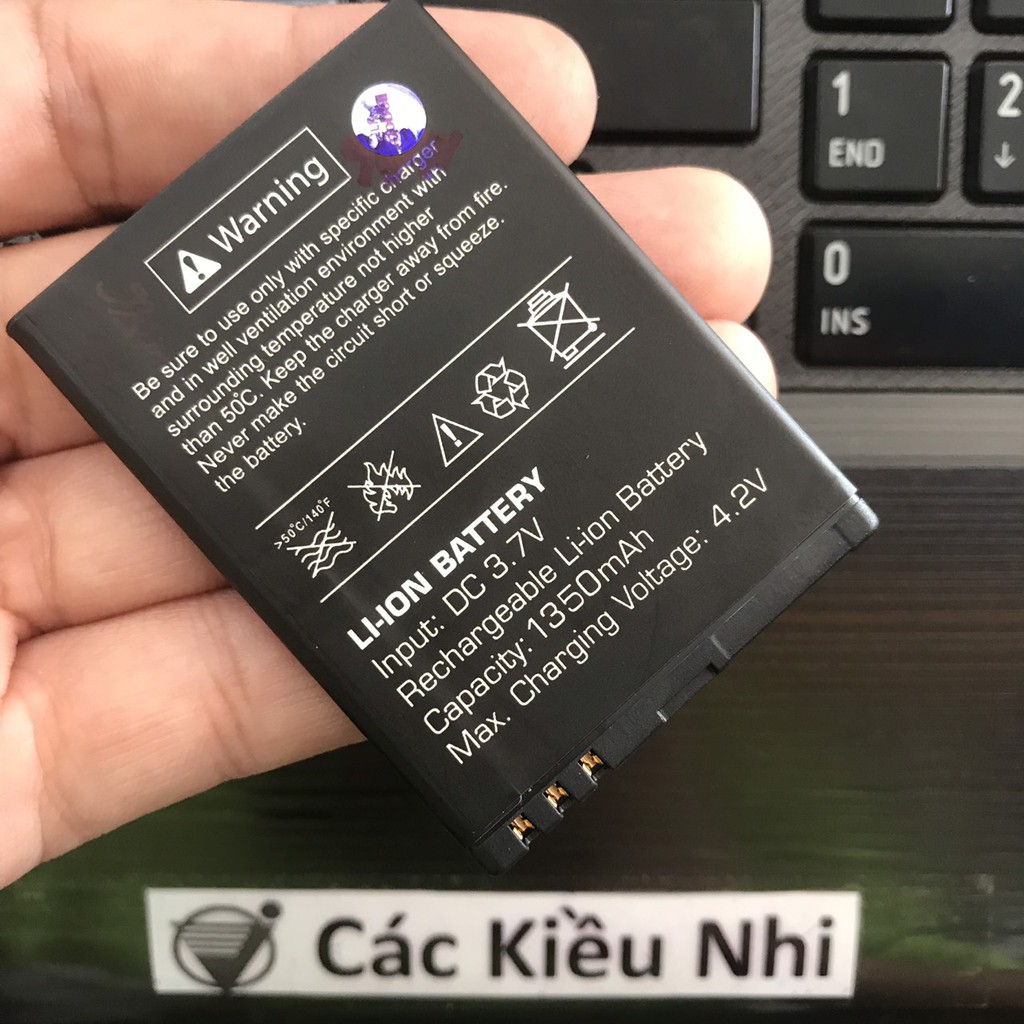 Warning
Be sure to use only with specific charger
and in well ventilation environment with
surrounding temperature not higher
than 50°C. Keep the charger away from fire.
Never make the circuit short or squeeze.
the battery.
>50°C/140°F
LI-ION BATTERY
Input: DC 3.7V
Rechargeable Li-ion Battery
Capacity: 1350mAh
Max. Charging Voltage: 4.2V
1
END
2
↓
0
INS
Các Kiều Nhi